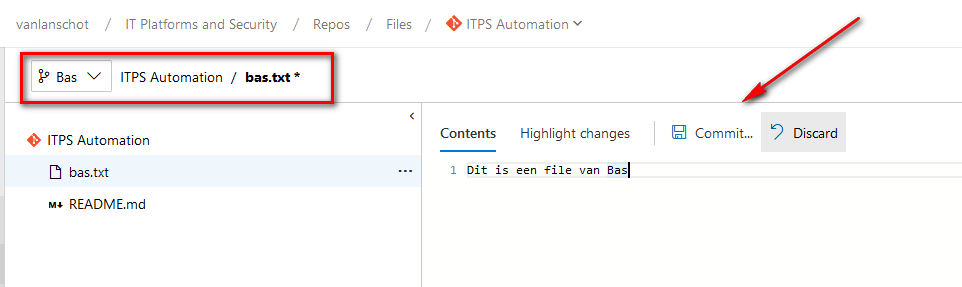 vanlanschot / IT Platforms and Security / Repos / Files / ITPS Automation
Bas ITPS Automation / bas.txt *
ITPS Automation
bas.txt ...
M↓ README.md
Contents Highlight changes Commit... Discard
1 Dit is een file van Bas